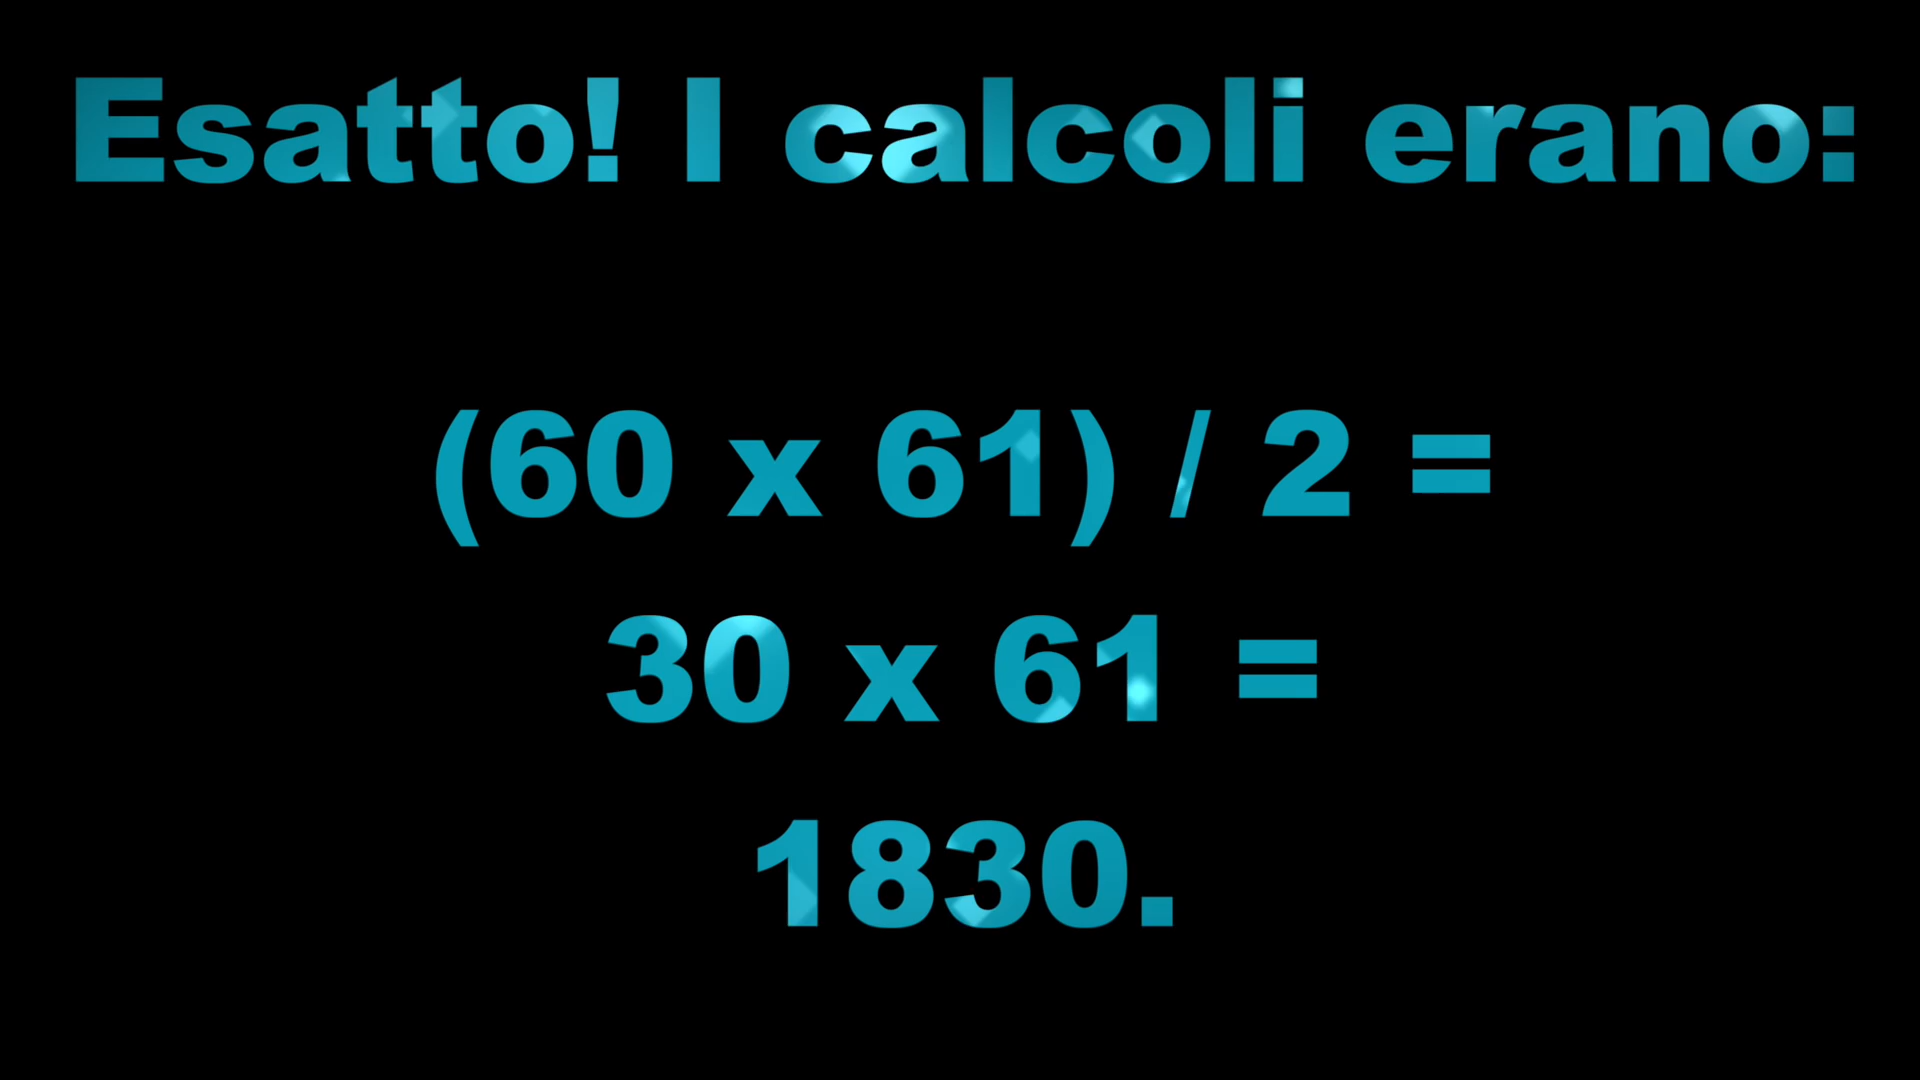 Esatto! I calcoli erano:
(60 x 61) / 2 =
30 x 61 =
1830.